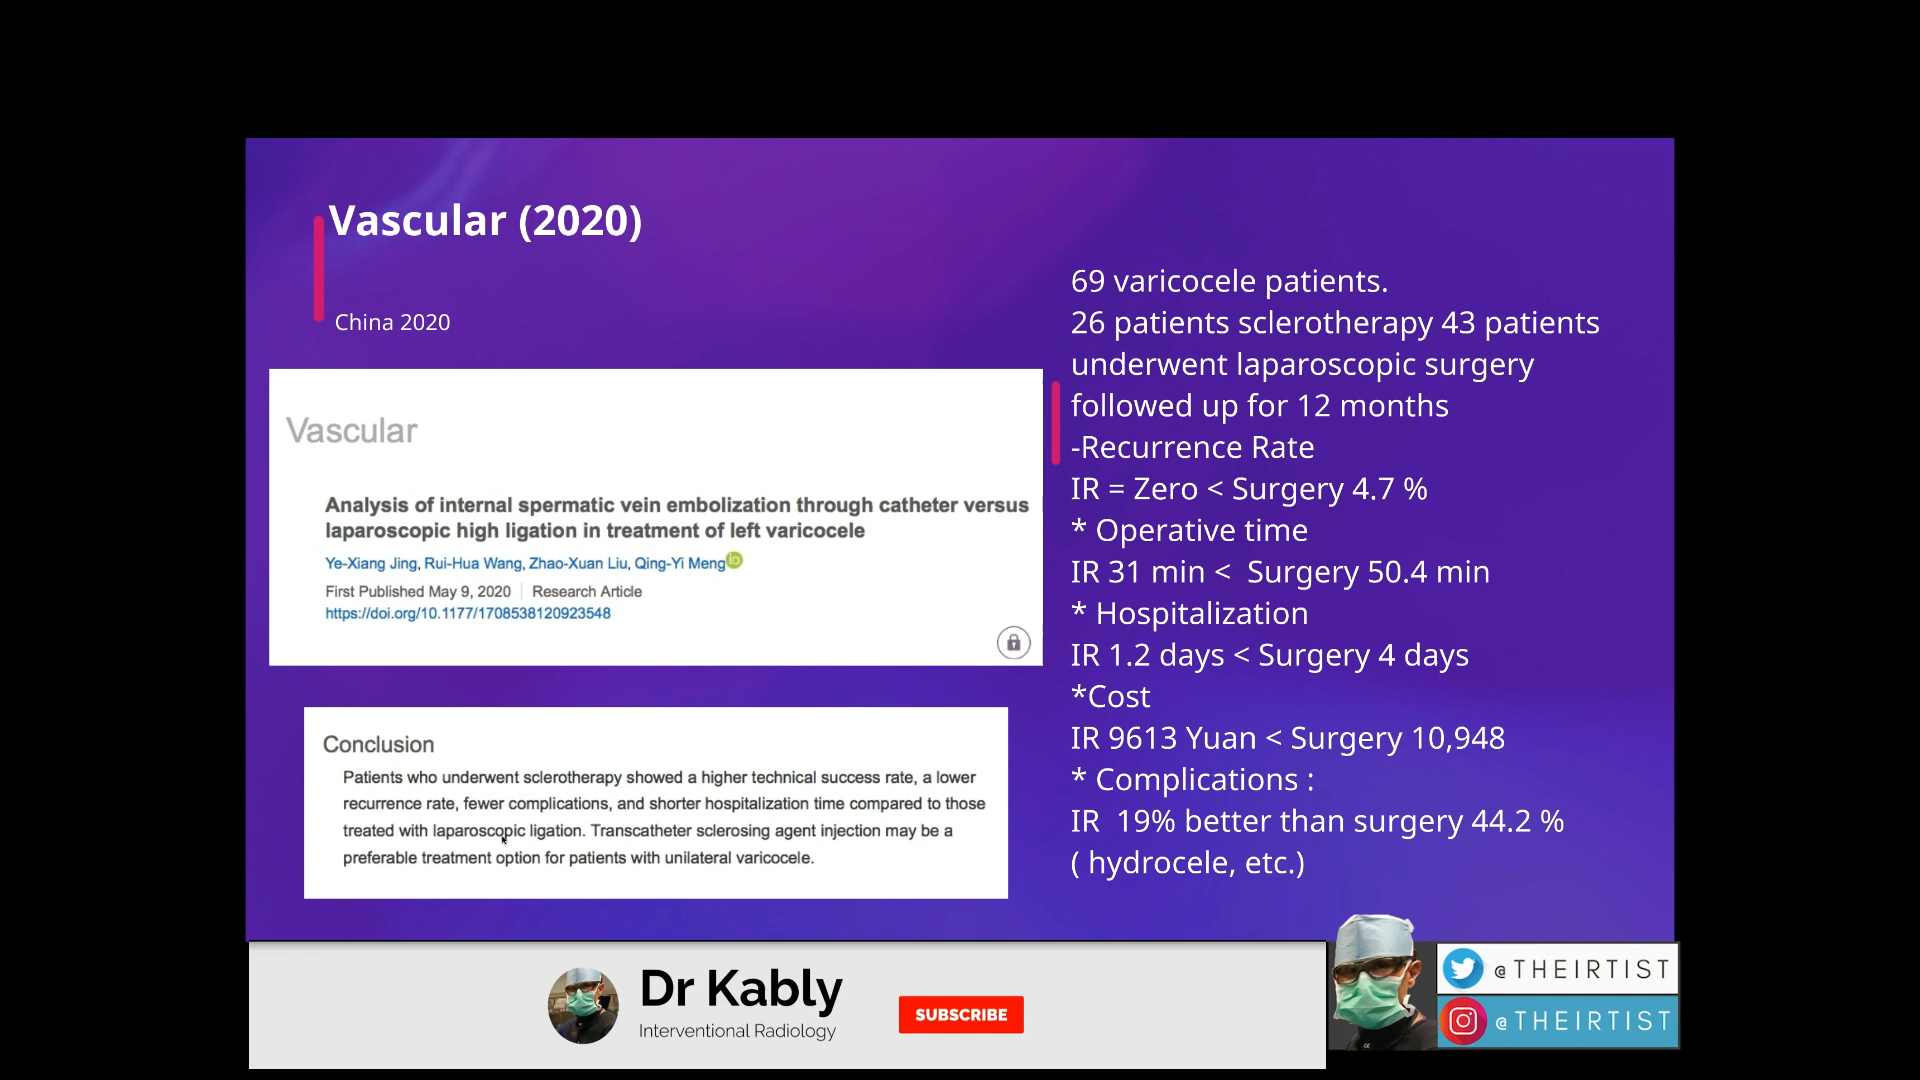 Vascular (2020)
China 2020
Vascular
Analysis of internal spermatic vein embolization through catheter versus
laparoscopic high ligation in treatment of left varicocele
Ye-Xiang Jing, Rui-Hua Wang, Zhao-Xuan Liu, Qing-Yi Meng iD
First Published May 9, 2020 | Research Article
https://doi.org/10.1177/1708538120923548
Conclusion
Patients who underwent sclerotherapy showed a higher technical success rate, a lower
recurrence rate, fewer complications, and shorter hospitalization time compared to those
treated with laparoscopic ligation. Transcatheter sclerosing agent injection may be a
preferable treatment option for patients with unilateral varicocele.
69 varicocele patients.
26 patients sclerotherapy 43 patients
underwent laparoscopic surgery
followed up for 12 months
-Recurrence Rate
IR = Zero < Surgery 4.7 %
* Operative time
IR 31 min <  Surgery 50.4 min
* Hospitalization
IR 1.2 days < Surgery 4 days
*Cost
IR 9613 Yuan < Surgery 10,948
* Complications :
IR  19% better than surgery 44.2 %
( hydrocele, etc.)
Dr Kably
Interventional Radiology
SUBSCRIBE
@THEIRTIST
@THEIRTIST